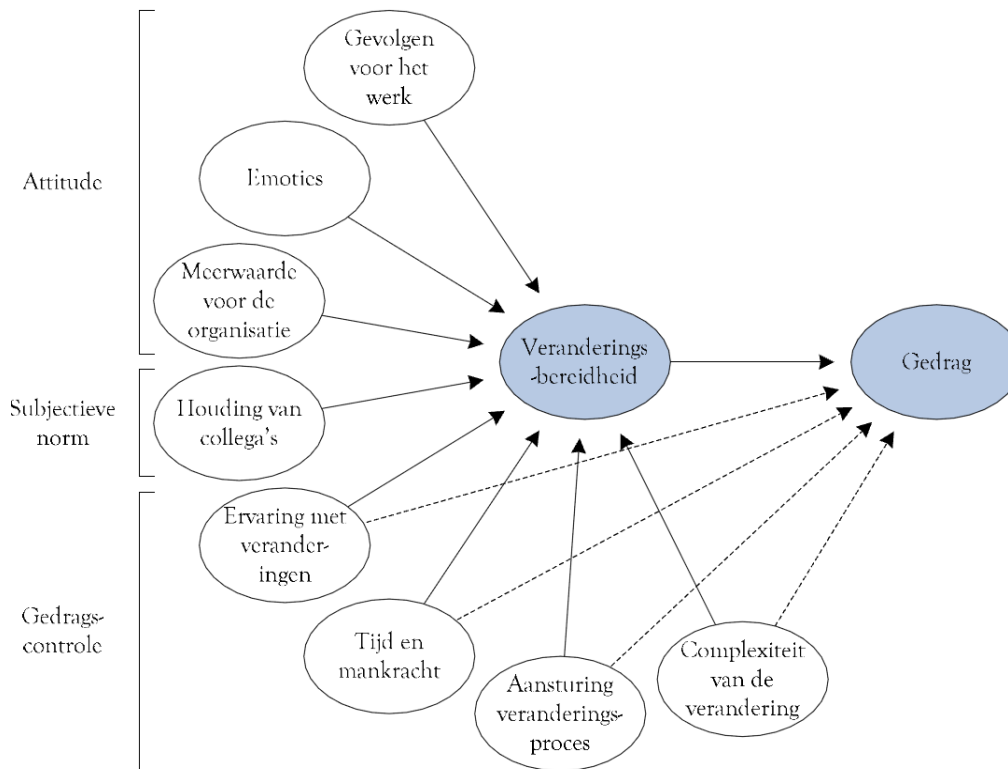 Gevolgen
voor het
werk
Attitude
Emoties
Meerwaarde
voor de
organisatie
Veranderings
-bereidheid
Gedrag
Subjectieve
norm
Houding van
collega's
Ervaring met
verander-
ingen
Gedrags-
controle
Tijd en
mankracht
Aansturing
veranderings-
proces
Complexiteit
van de
verandering